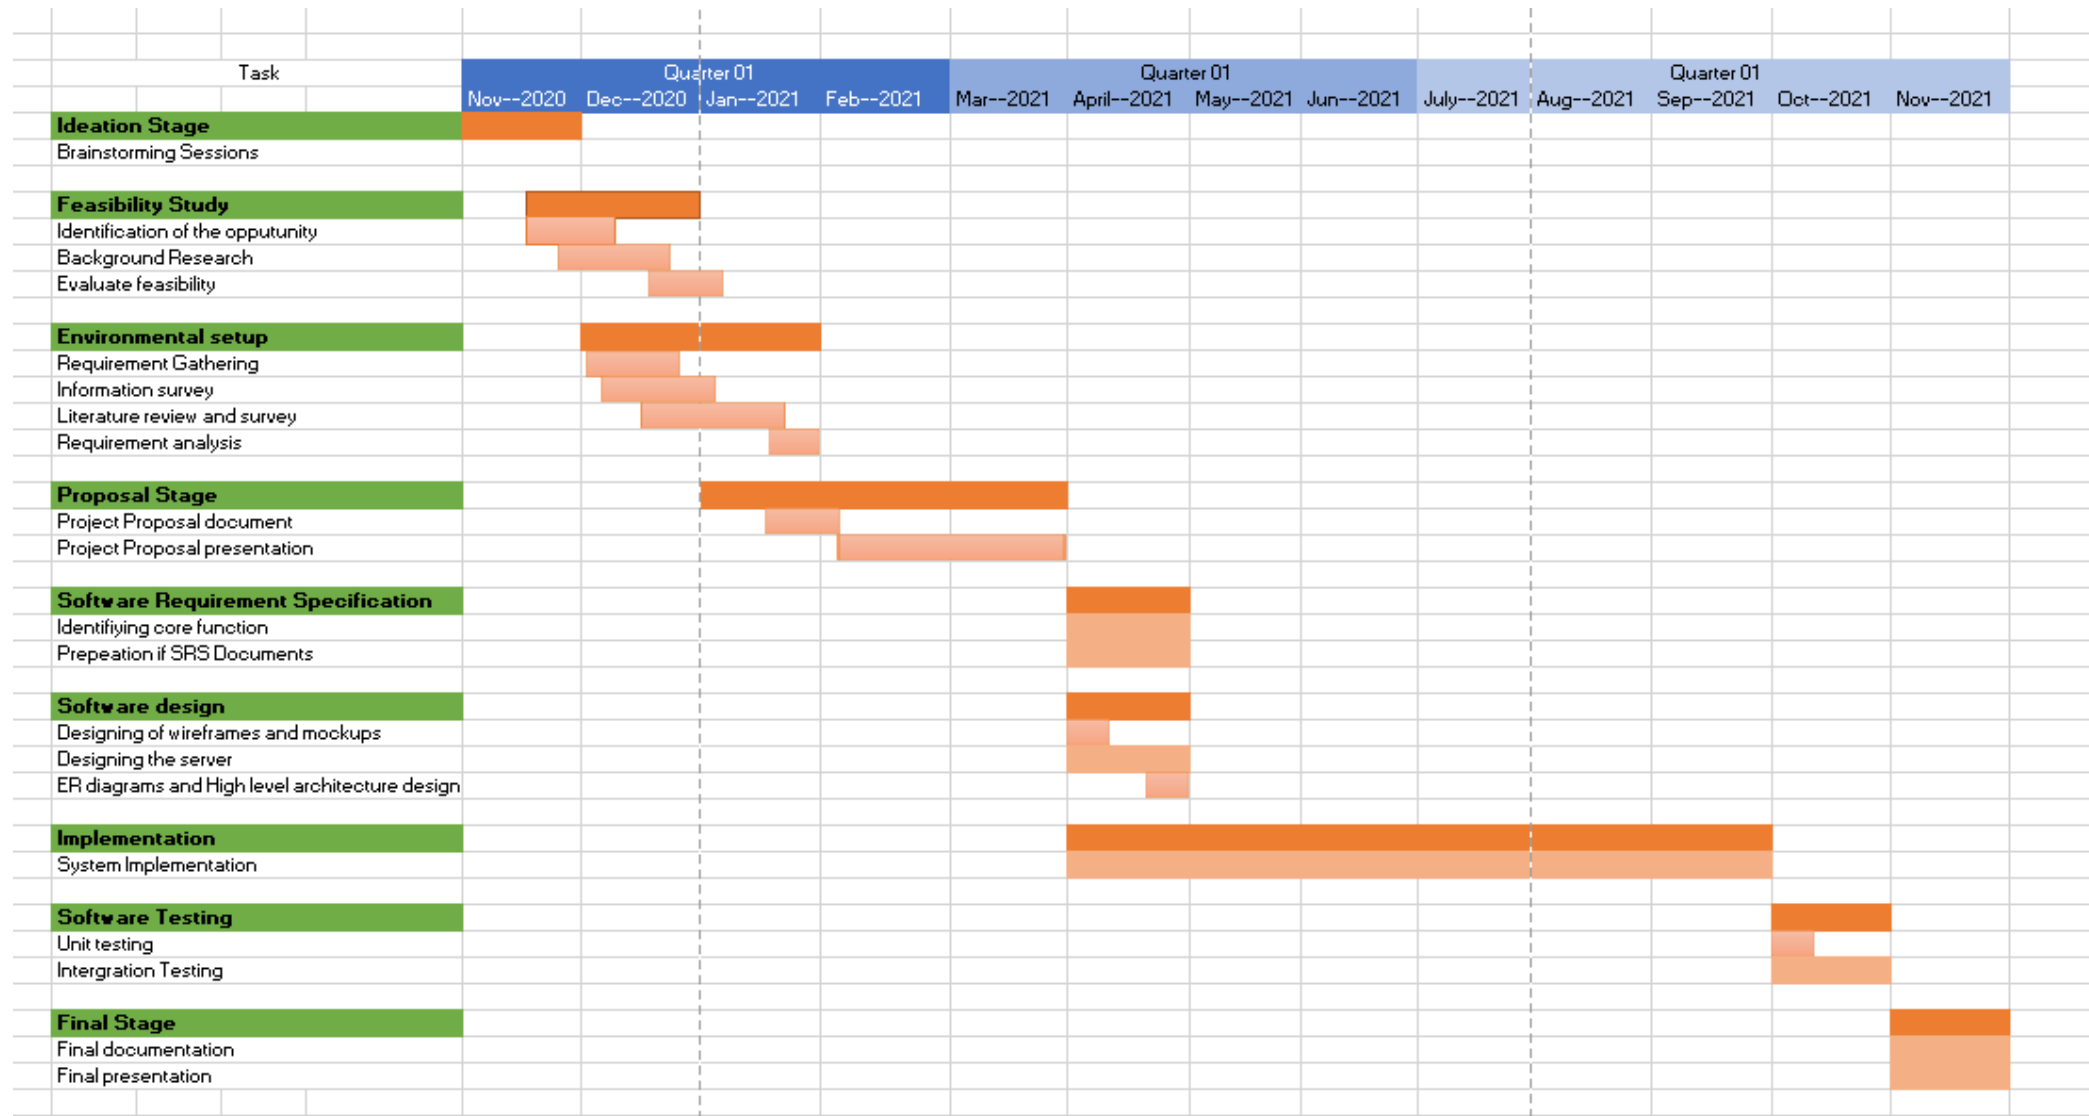 Task
Quarter 01
Quarter 01
Quarter 01
Nov--2020 Dec--2020 Jan--2021 Feb--2021 Mar--2021 April--2021 May--2021 Jun--2021 July--2021 Aug--2021 Sep--2021 Oct--2021 Nov--2021
Ideation Stage
Brainstorming Sessions
Feasibility Study
Identification of the opputunity
Background Research
Evaluate feasibility
Environmental setup
Requirement Gathering
Information survey
Literature review and survey
Requirement analysis
Proposal Stage
Project Proposal document
Project Proposal presentation
Software Requirement Specification
Identifiying core function
Prepeation if SRS Documents
Software design
Designing of wireframes and mockups
Designing the server
ER diagrams and High level architecture design
Implementation
System Implementation
Software Testing
Unit testing
Intergration Testing
Final Stage
Final documentation
Final presentation